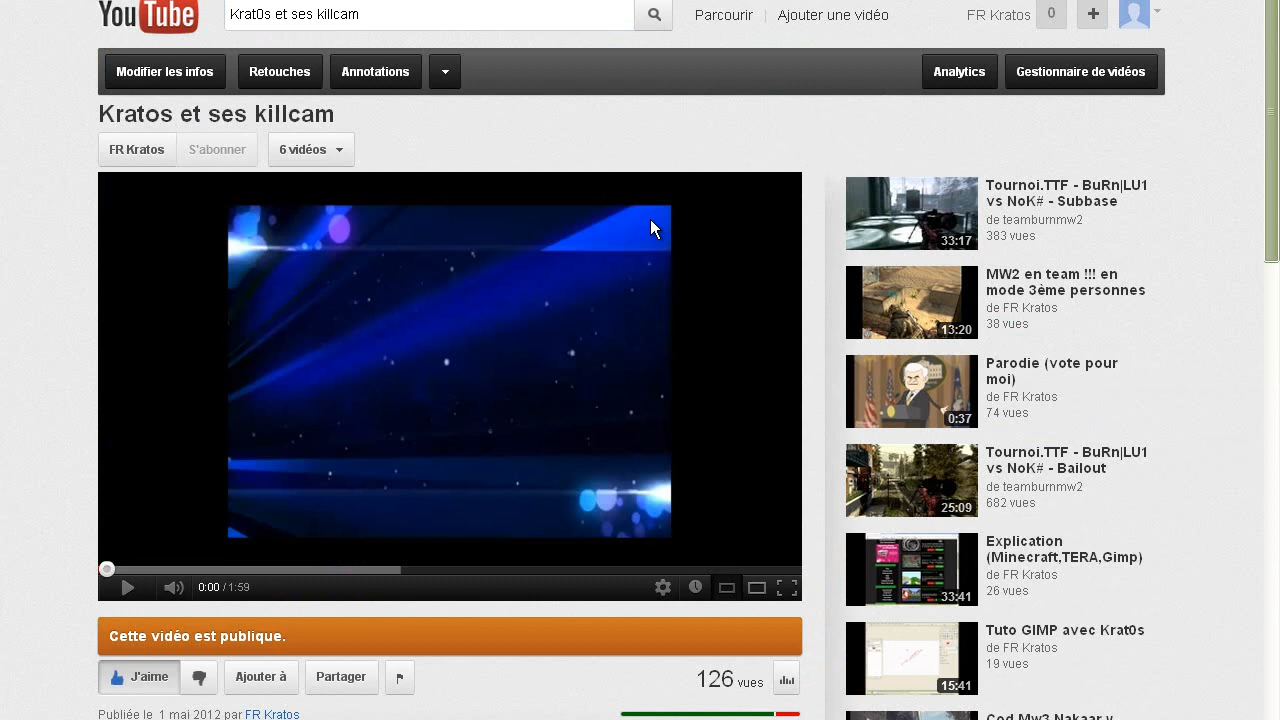 YouTube
Krat0s et ses killcam
Parcourir
Ajouter une vidéo
FR Kratos
0
Modifier les infos
Retouches
Annotations
Analytics
Gestionnaire de vidéos
Kratos et ses killcam
FR Kratos
S'abonner
6 vidéos
Tournoi.TTF - BuRn|LU1
vs NoK# - Subbase
de teamburnmw2
383 vues
33:17
MW2 en team !!! en
mode 3ème personnes
de FR Kratos
38 vues
13:20
Parodie (vote pour
moi)
de FR Kratos
74 vues
0:37
Tournoi.TTF - BuRn|LU1
vs NoK# - Bailout
de teamburnmw2
682 vues
25:09
Explication
(Minecraft,TERA,Gimp)
de FR Kratos
26 vues
33:41
Tuto GIMP avec Krat0s
de FR Kratos
19 vues
15:41
Cod Mw3 Nakaar v
Cette vidéo est publique.
J'aime
Ajouter à
Partager
126 vues
Publiée le 1 mai 2012 par FR Kratos